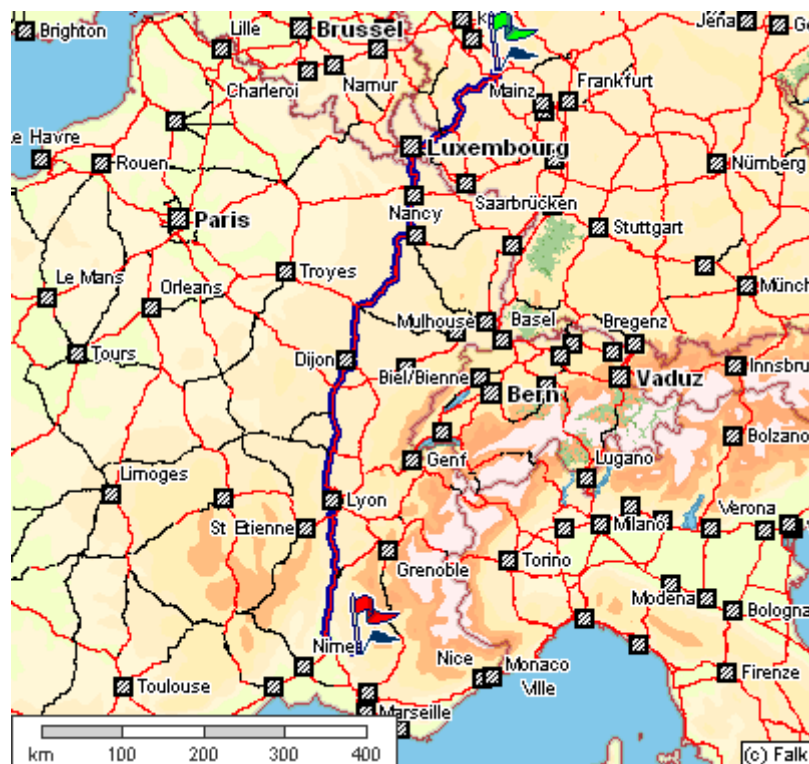 Brighton
Lille
Brussel
Jena
Charleroi
Namur
Mainz
Frankfurt
Le Havre
Rouen
Luxembourg
Nürnberg
Nancy
Saarbrücken
Paris
Stuttgart
Le Mans
Orleans
Troyes
Münch
Mulhouse
Basel
Bregenz
Tours
Dijon
Biel/Bienne
Bern
Vaduz
Innsbru
Bolzano
Genf
Lugano
Limoges
Lyon
St Etienne
Milano
Verona
Grenoble
Torino
Modena
Bologna
Nime
Nice
Monaco
Ville
Toulouse
Firenze
Marseille
km 100 200 300 400
(c) Falk